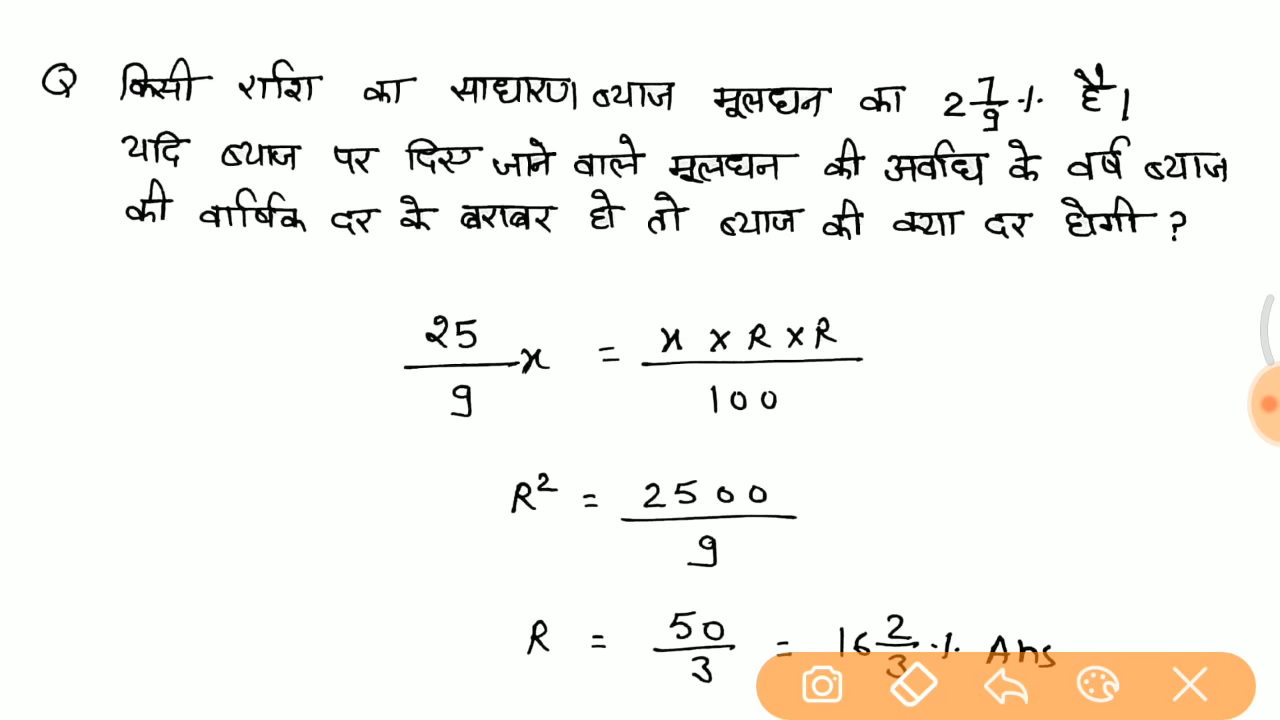 Q किसी राशि का साधारण ब्याज मूलधन का 2 7/9 % है।
यदि ब्याज पर दिए जाने वाले मूलधन की अवधि के वर्ष ब्याज
की वार्षिक दर के बराबर हो तो ब्याज की क्या दर होगी ?
25/9 x = x × R × R / 100
R² = 2500/9
R = 50/3 = 16 2/3 % Ans